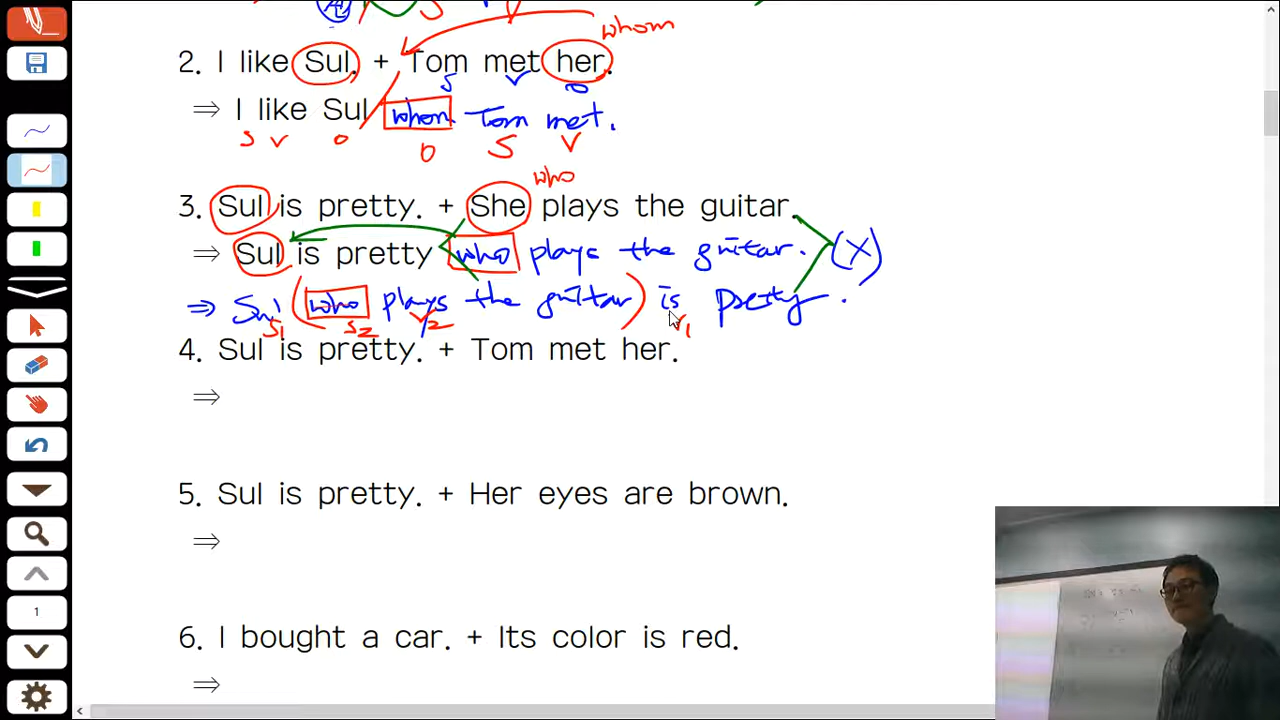 S
whom
2. I like Sul. + Tom met her.
S V O
⇒ I like Sul whom Tom met.
S V O O S V
who
3. Sul is pretty. + She plays the guitar.
⇒ Sul is pretty who plays the guitar. (X)
⇒ Sul (who plays the guitar) is pretty.
S1 S2 V2 V1
4. Sul is pretty. + Tom met her.
⇒
5. Sul is pretty. + Her eyes are brown.
⇒
6. I bought a car. + Its color is red.
⇒
1